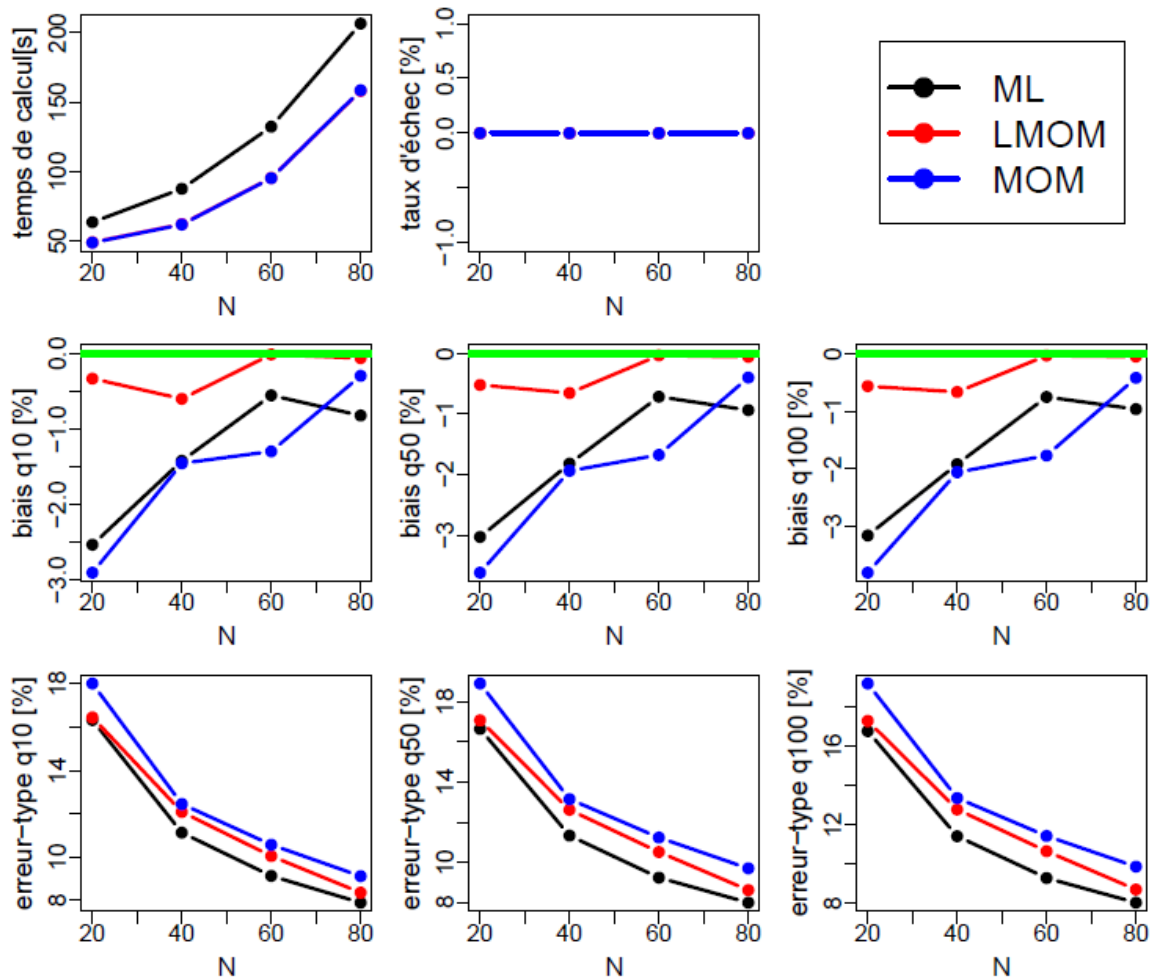 temps de calcul[s]
50 100 150 200
20 40 60 80
N
taux d'échec [%]
-1.0 0.0 0.5 1.0
20 40 60 80
N
ML
LMOM
MOM
biais q10 [%]
-3.0 -2.0 -1.0 0.0
20 40 60 80
N
biais q50 [%]
-3 -2 -1 0
20 40 60 80
N
biais q100 [%]
-3 -2 -1 0
20 40 60 80
N
erreur-type q10 [%]
8 10 14 18
20 40 60 80
N
erreur-type q50 [%]
8 10 14 18
20 40 60 80
N
erreur-type q100 [%]
8 12 16
20 40 60 80
N